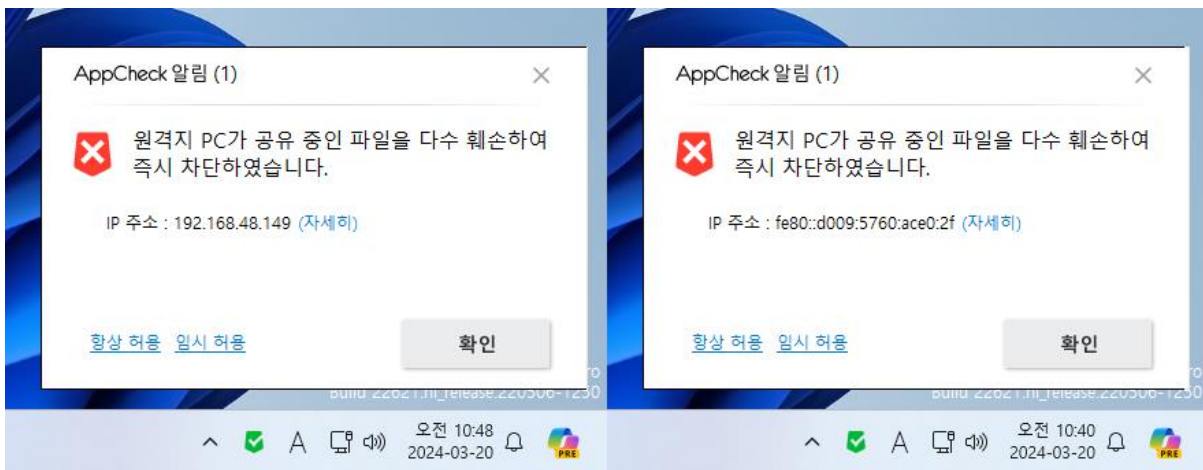 AppCheck 알림 (1)
원격지 PC가 공유 중인 파일을 다수 훼손하여
즉시 차단하였습니다.
IP 주소 : 192.168.48.149 (자세히)
항상 허용 임시 허용
확인
A
오전 10:48
2024-03-20
PRE
AppCheck 알림 (1)
원격지 PC가 공유 중인 파일을 다수 훼손하여
즉시 차단하였습니다.
IP 주소 : fe80::d009:5760:ace0:2f (자세히)
항상 허용 임시 허용
확인
A
오전 10:40
2024-03-20
PRE